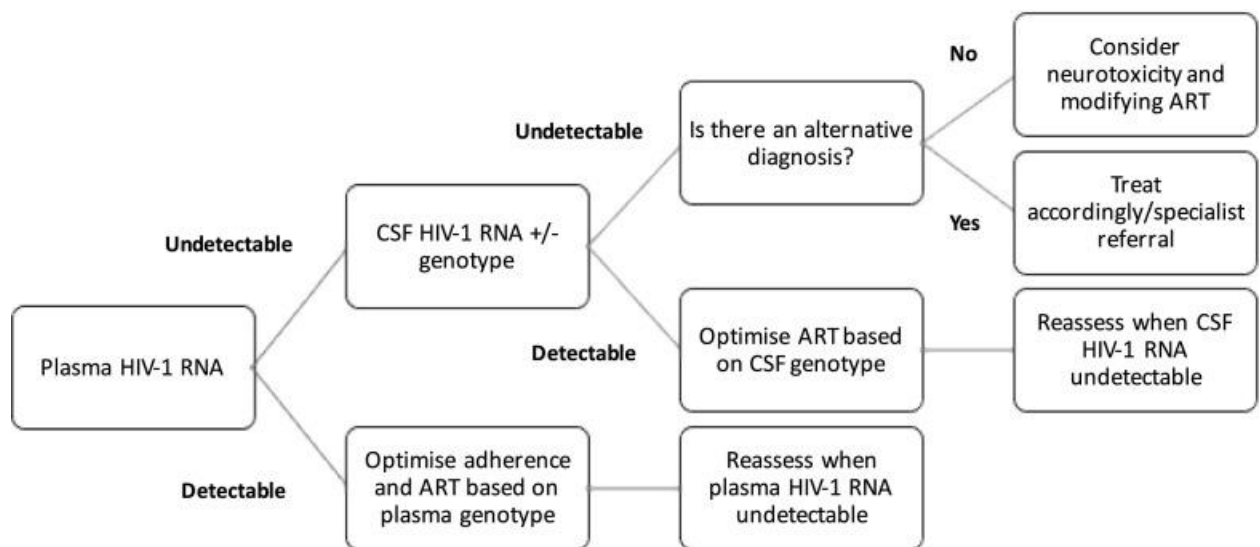 Plasma HIV-1 RNA
Undetectable
CSF HIV-1 RNA +/-
genotype
Undetectable
Is there an alternative
diagnosis?
No
Consider
neurotoxicity and
modifying ART
Yes
Treat
accordingly/specialist
referral
Detectable
Optimise ART based
on CSF genotype
Reassess when CSF
HIV-1 RNA
undetectable
Detectable
Optimise adherence
and ART based on
plasma genotype
Reassess when
plasma HIV-1 RNA
undetectable